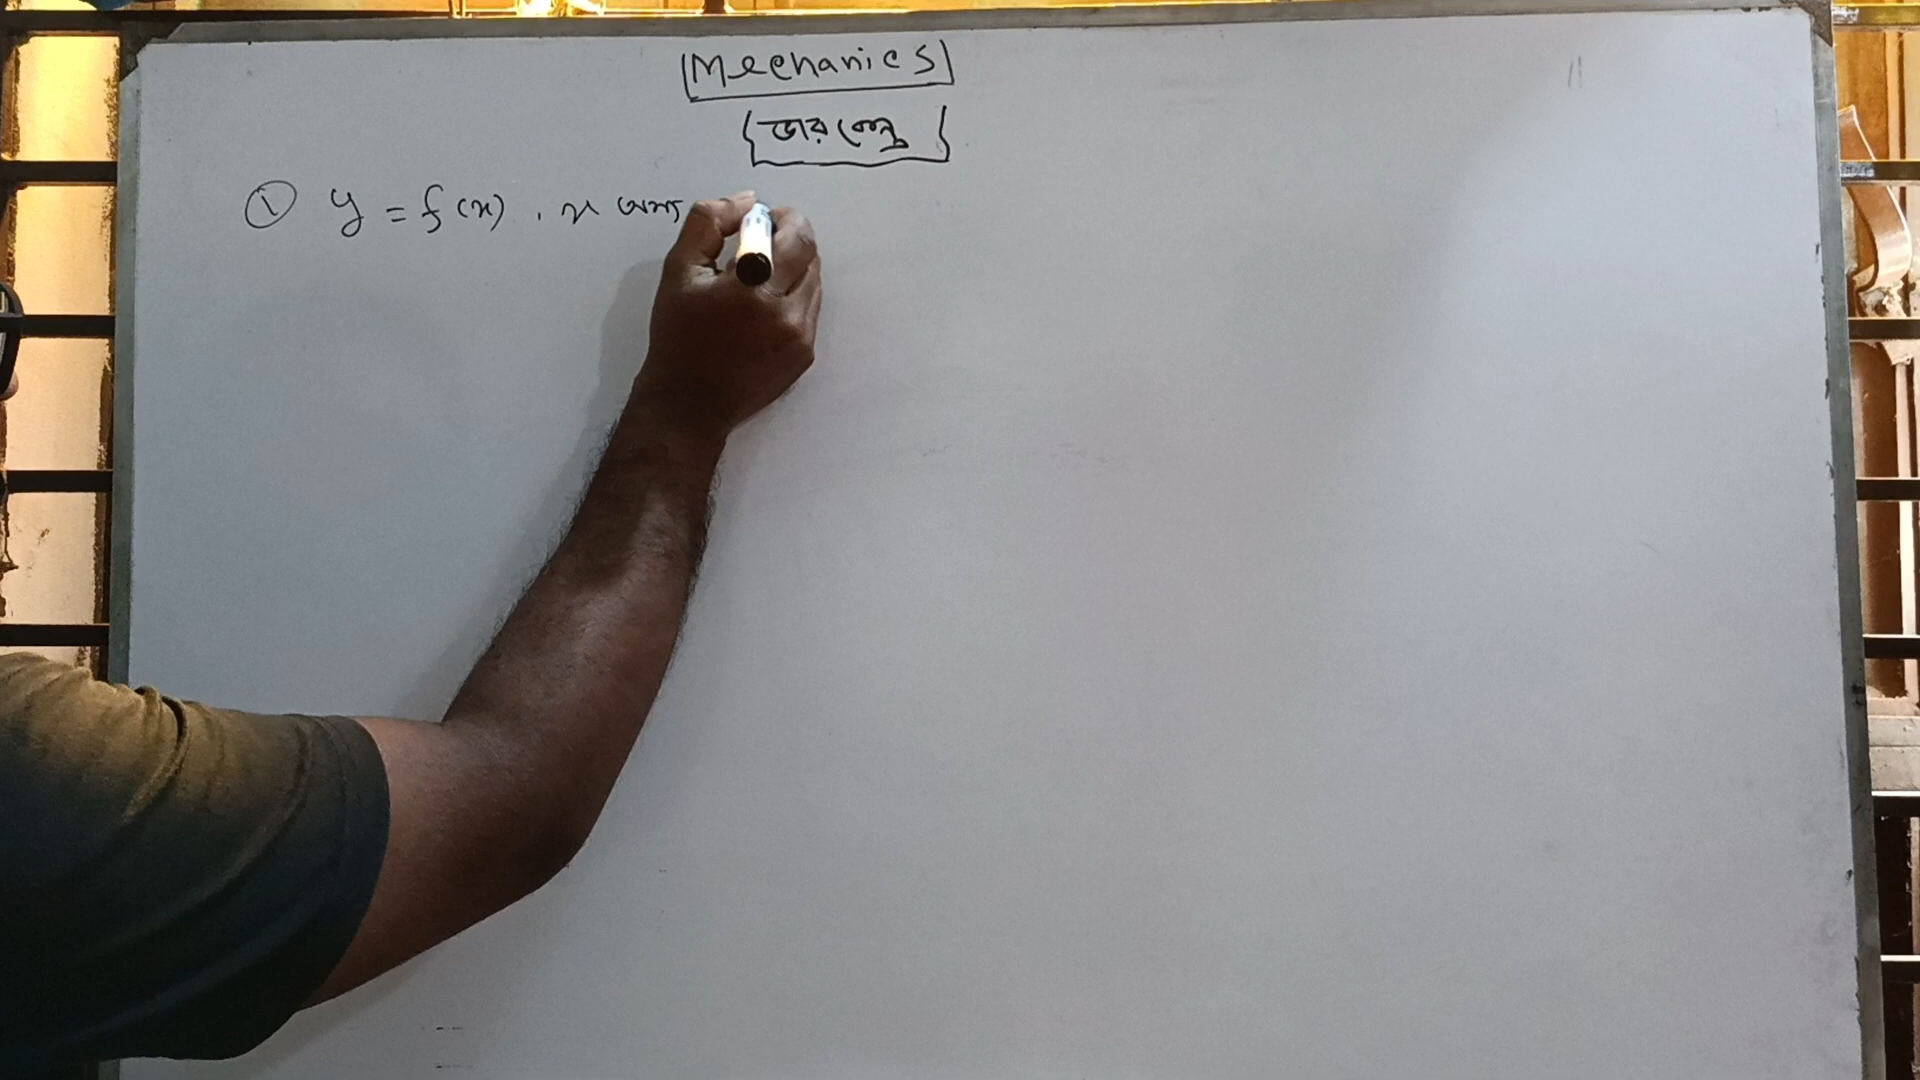 Mechanics
ভারকেন্দ্র
① y = f(x), x অক্ষ